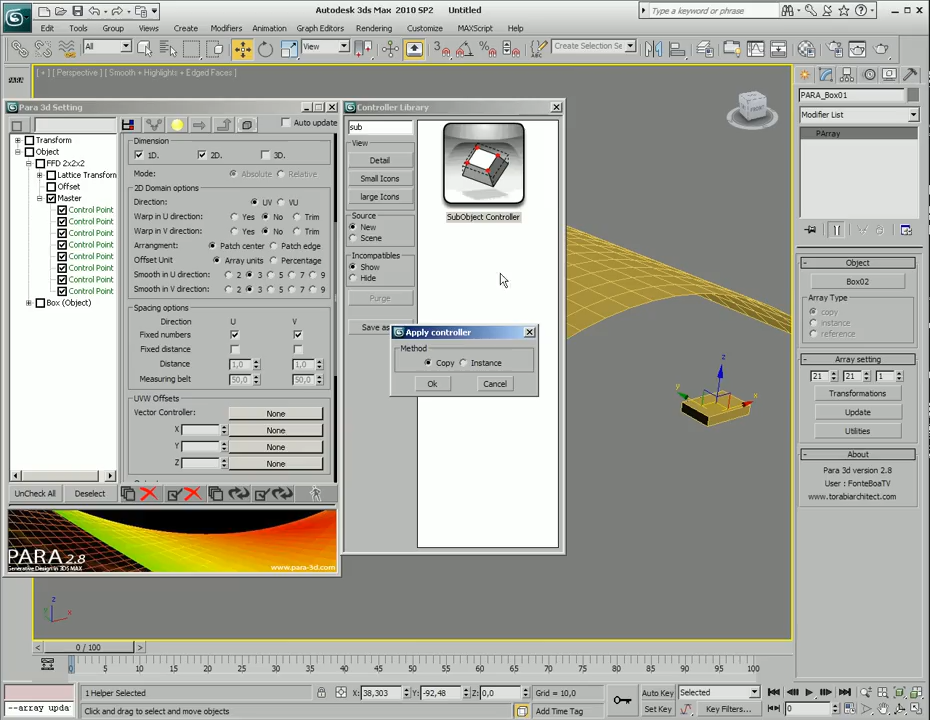 Autodesk 3ds Max 2010 SP2 Untitled
Type a keyword or phrase
Edit Tools Group Views Create Modifiers Animation Graph Editors Rendering Customize MAXScript Help
All
View
Create Selection Se
[ + ] [ Perspective ] [ Smooth + Highlights + Edged Faces ]
PARA
Para 3d Setting
Auto update
Transform
Object
FFD 2x2x2
Lattice Transform
Offset
Master
Control Point
Control Point
Control Point
Control Point
Control Point
Control Point
Control Point
Control Point
Box (Object)
Dimension
1D. 2D. 3D.
Mode: Absolute Relative
2D Domain options
Direction: UV VU
Warp in U direction: Yes No Trim
Warp in V direction: Yes No Trim
Arrangment: Patch center Patch edge
Offset Unit Array units Percentage
Smooth in U direction: 2 3 5 7 9
Smooth in V direction: 2 3 5 7 9
Spacing options
Direction U V
Fixed numbers
Fixed distance
Distance 1,0 1,0
Measuring belt 50,0 50,0
UVW Offsets
Vector Controller: None
X None
Y None
Z None
UnCheck All Deselect
PARA 2.8
Generative Design in 3DS MAX
www.para-3d.com
Controller Library
sub
View
Detail
Small Icons
large Icons
Source
New
Scene
Incompatibles
Show
Hide
Purge
Save as
SubObject Controller
Apply controller
Method
Copy Instance
Ok Cancel
FRONT
z
y
x
PARA_Box01
Modifier List
PArray
Object
Box02
Array Type
copy
instance
reference
Array setting
21 21 1
Transformations
Update
Utilities
About
Para 3d version 2.8
User : FonteBoaTV
www.torabiarchitect.com
z
x
0 / 100
0 5 10 15 20 25 30 35 40 45 50 55 60 65 70 75 80 85 90 95 100
1 Helper Selected
X: 38,303 Y: -92,48 Z: 0,0 Grid = 10,0
Auto Key Selected
--array upda
Click and drag to select and move objects
Add Time Tag
Set Key Key Filters... 0